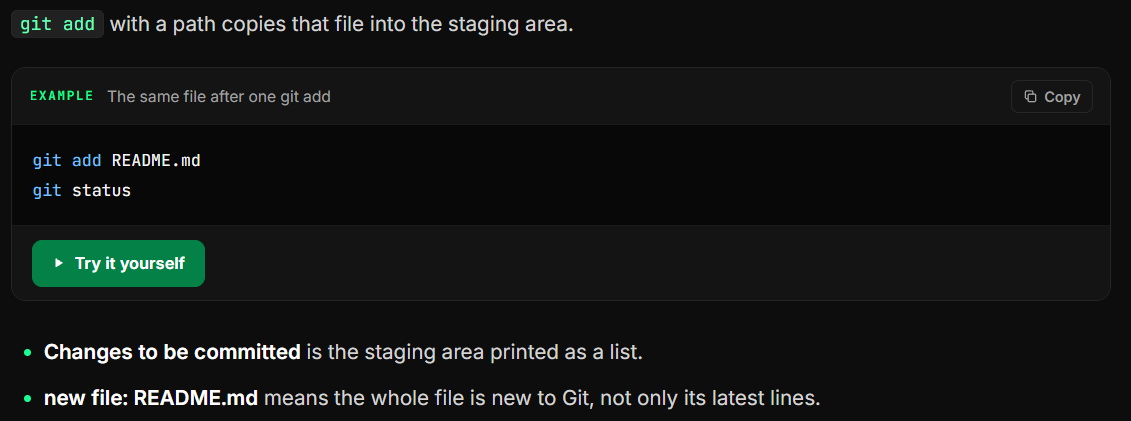 git add with a path copies that file into the staging area.
EXAMPLE The same file after one git add
Copy
git add README.md
git status
Try it yourself
Changes to be committed is the staging area printed as a list.
new file: README.md means the whole file is new to Git, not only its latest lines.